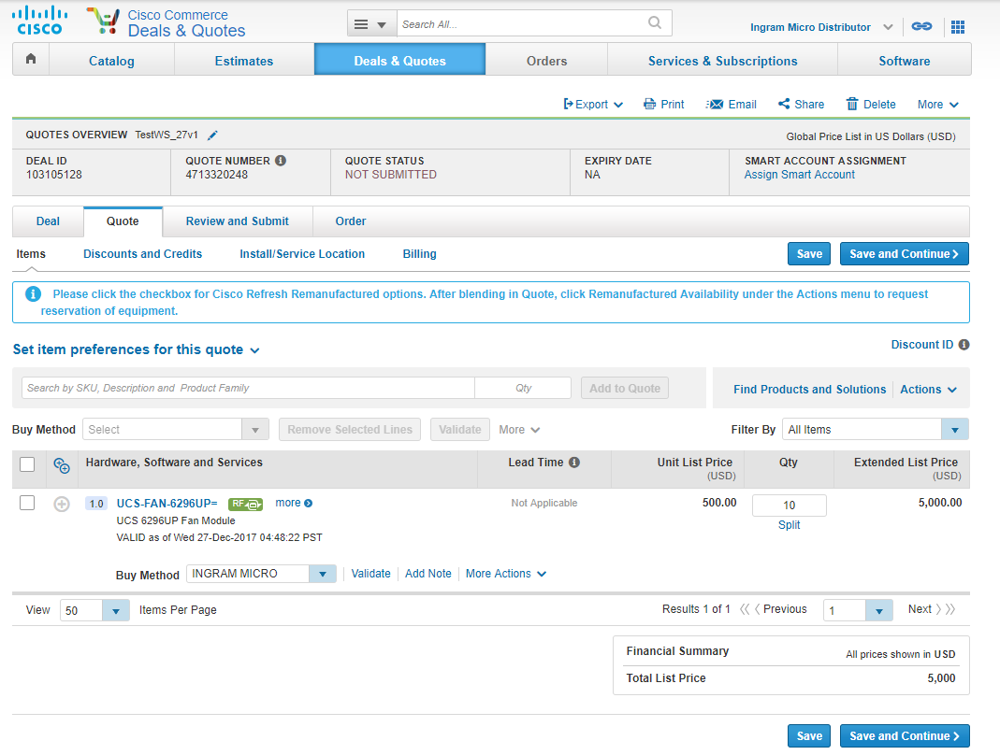 CISCO
Cisco Commerce
Deals & Quotes
Search All...
Ingram Micro Distributor
Catalog Estimates Deals & Quotes Orders Services & Subscriptions Software
Export Print Email Share Delete More
QUOTES OVERVIEW TestWS_27v1 Global Price List in US Dollars (USD)
DEAL ID QUOTE NUMBER QUOTE STATUS EXPIRY DATE SMART ACCOUNT ASSIGNMENT
103105128 4713320248 NOT SUBMITTED NA Assign Smart Account
Deal Quote Review and Submit Order
Items Discounts and Credits Install/Service Location Billing Save Save and Continue
Please click the checkbox for Cisco Refresh Remanufactured options. After blending in Quote, click Remanufactured Availability under the Actions menu to request
reservation of equipment.
Set item preferences for this quote Discount ID
Search by SKU, Description and Product Family Qty Add to Quote Find Products and Solutions Actions
Buy Method Select Remove Selected Lines Validate More Filter By All Items
Hardware, Software and Services Lead Time Unit List Price Qty Extended List Price
(USD) (USD)
1.0 UCS-FAN-6296UP= RF more Not Applicable 500.00 10 5,000.00
UCS 6296UP Fan Module Split
VALID as of Wed 27-Dec-2017 04:48:22 PST
Buy Method INGRAM MICRO Validate Add Note More Actions
View 50 Items Per Page Results 1 of 1 Previous 1 Next
Financial Summary All prices shown in USD
Total List Price 5,000
Save Save and Continue